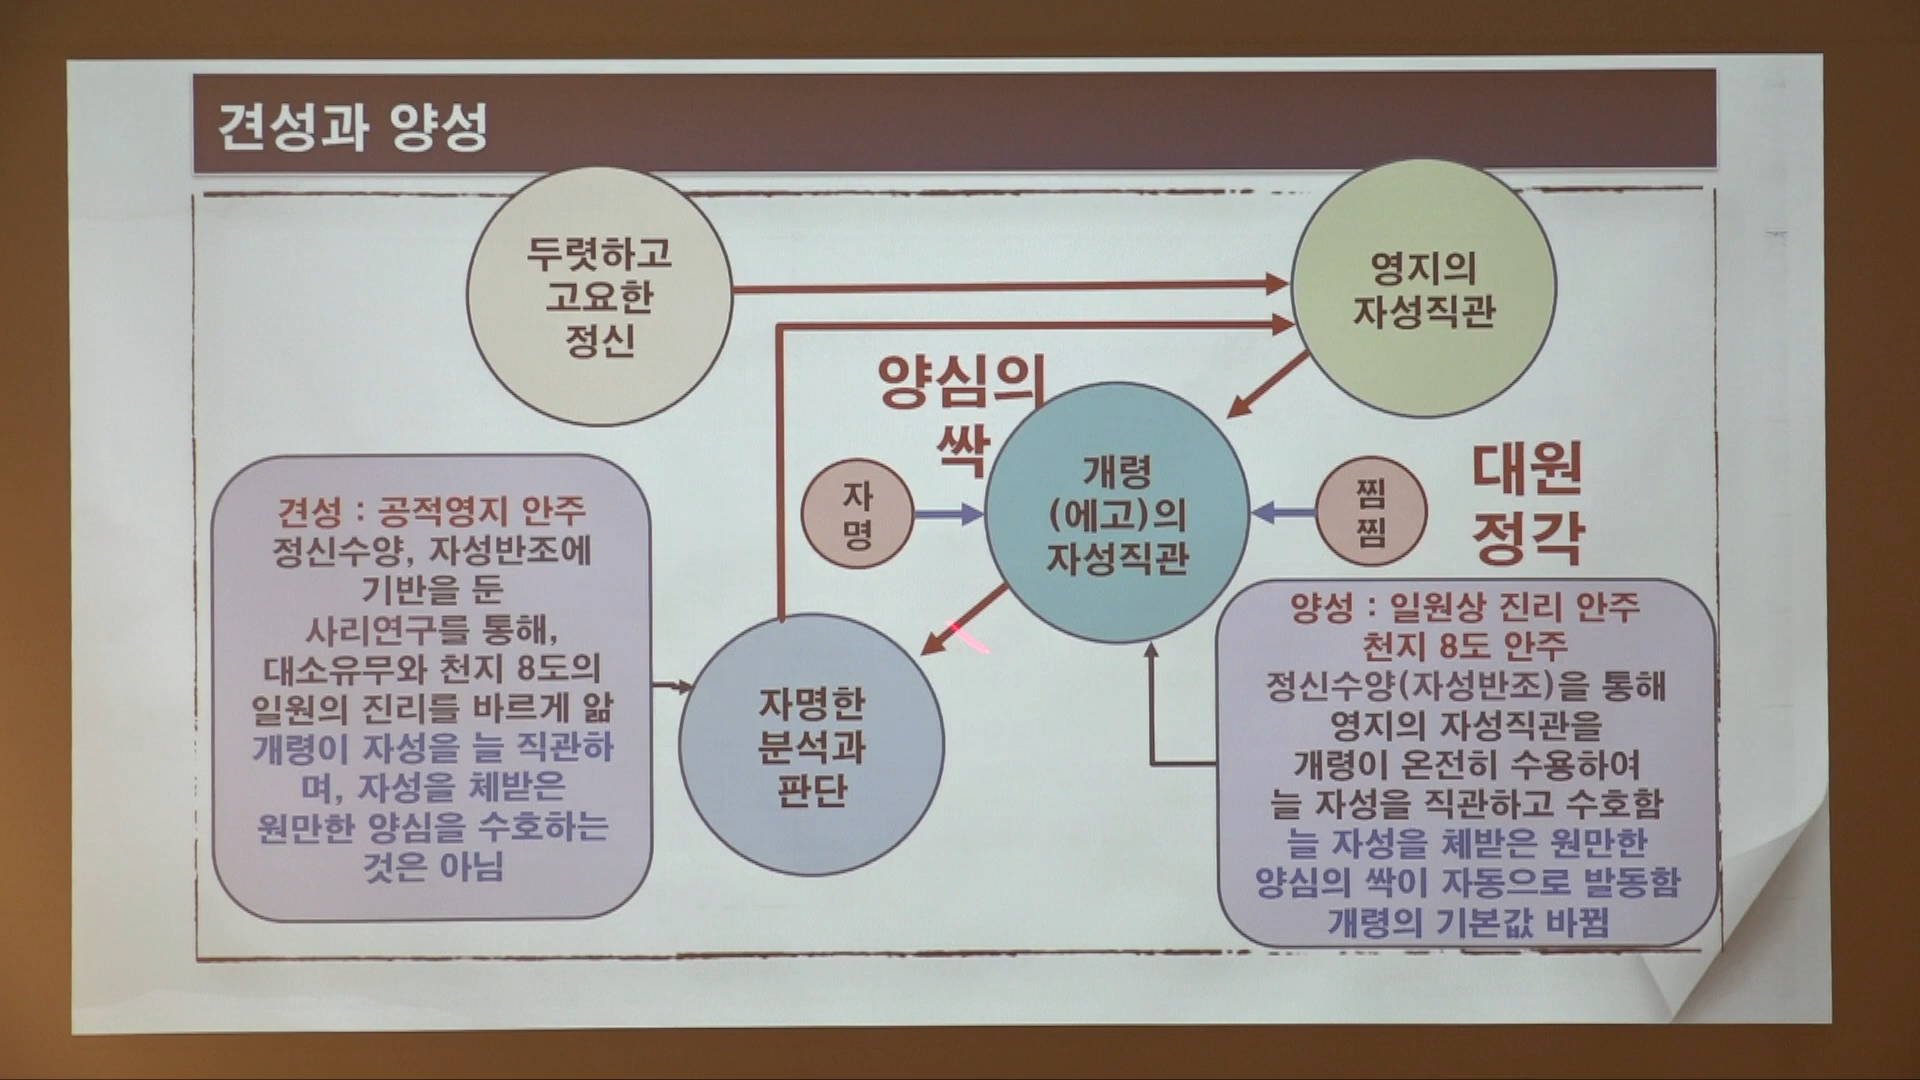 견성과 양성
두렷하고
고요한
정신
영지의
자성직관
양심의
싹
개령
(에고)의
자성직관
자
명
찜
찜
대원
정각
견성 : 공적영지 안주
정신수양, 자성반조에
기반을 둔
사리연구를 통해,
대소유무와 천지 8도의
일원의 진리를 바르게 앎
개령이 자성을 늘 직관하
며, 자성을 체받은
원만한 양심을 수호하는
것은 아님
자명한
분석과
판단
양성 : 일원상 진리 안주
천지 8도 안주
정신수양(자성반조)을 통해
영지의 자성직관을
개령이 온전히 수용하여
늘 자성을 직관하고 수호함
늘 자성을 체받은 원만한
양심의 싹이 자동으로 발동함
개령의 기본값 바뀜